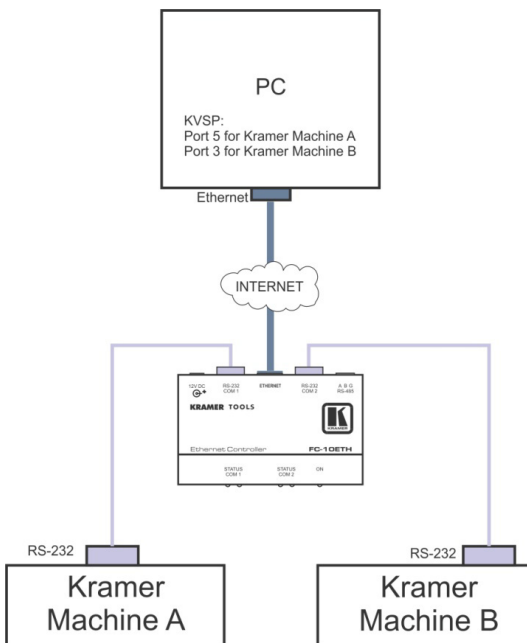 PC
KVSP:
Port 5 for Kramer Machine A
Port 3 for Kramer Machine B
Ethernet
INTERNET
12V DC
RS-232
COM 1
ETHERNET
RS-232
COM 2
A B G
RS-485
KRAMER TOOLS
K
KRAMER
Ethernet Controller
FC-10ETH
STATUS
COM 1
STATUS
COM 2
ON
RS-232
RS-232
Kramer
Machine A
Kramer
Machine B